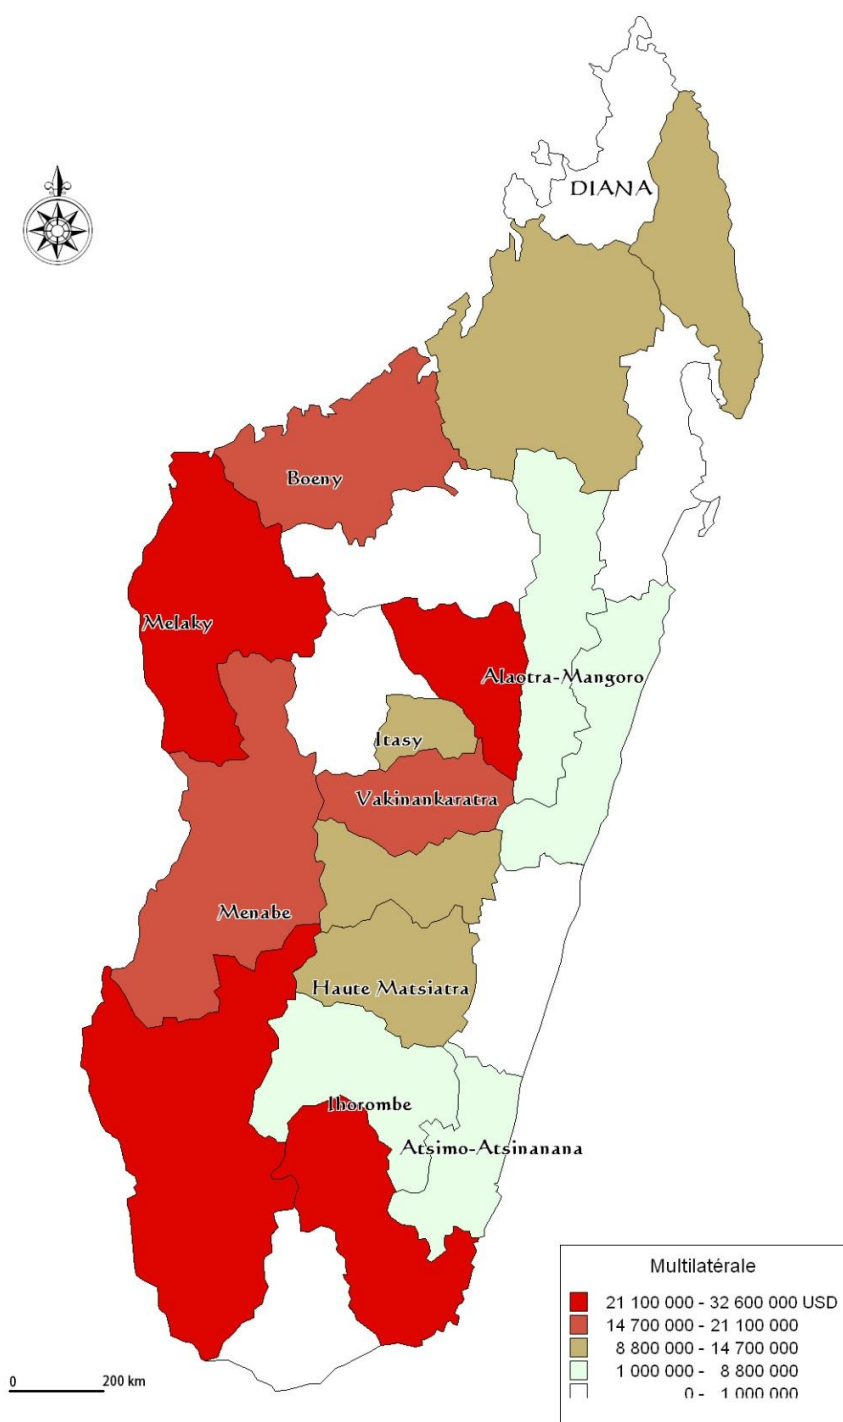 DIANA
Boeny
Melaky
Alaotra-Mangoro
Itasy
Vakinankaratra
Menabe
Haute Matsiatra
Ihorombe
Atsimo-Atsinanana
Multilatérale
21 100 000 - 32 600 000 USD
14 700 000 - 21 100 000
8 800 000 - 14 700 000
1 000 000 - 8 800 000
0 - 1 000 000
0 200 km